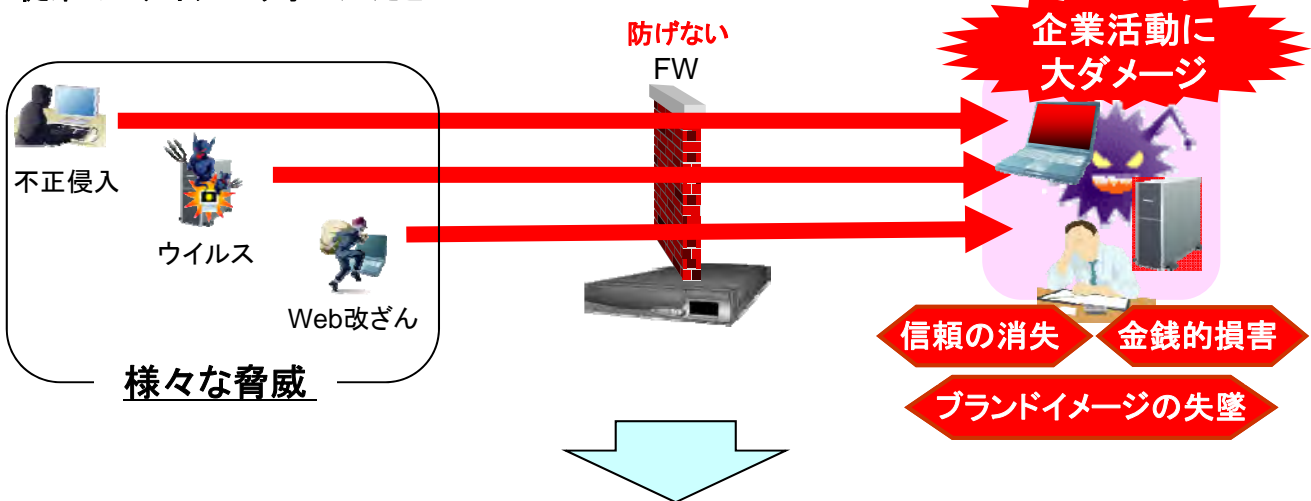 防げない
FW
企業活動に
大ダメージ
不正侵入
ウイルス
Web改ざん
様々な脅威
信頼の消失
金銭的損害
ブランドイメージの失墜